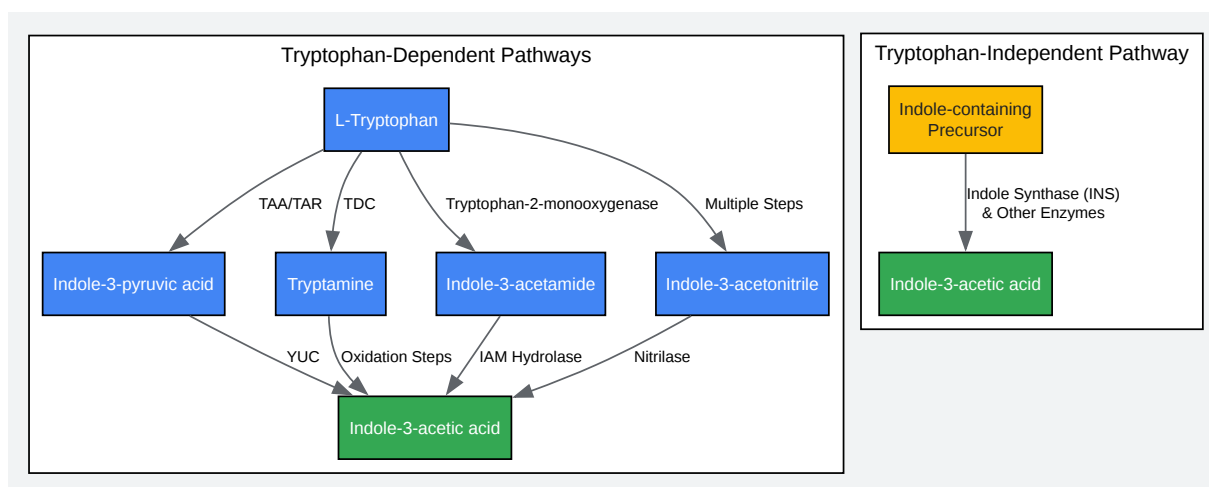 Tryptophan-Dependent Pathways
L-Tryptophan
TAA/TAR
TDC
Tryptophan-2-monooxygenase
Multiple Steps
Indole-3-pyruvic acid
Tryptamine
Indole-3-acetamide
Indole-3-acetonitrile
YUC
Oxidation Steps
IAM Hydrolase
Nitrilase
Indole-3-acetic acid
Tryptophan-Independent Pathway
Indole-containing
Precursor
Indole Synthase (INS)
& Other Enzymes
Indole-3-acetic acid